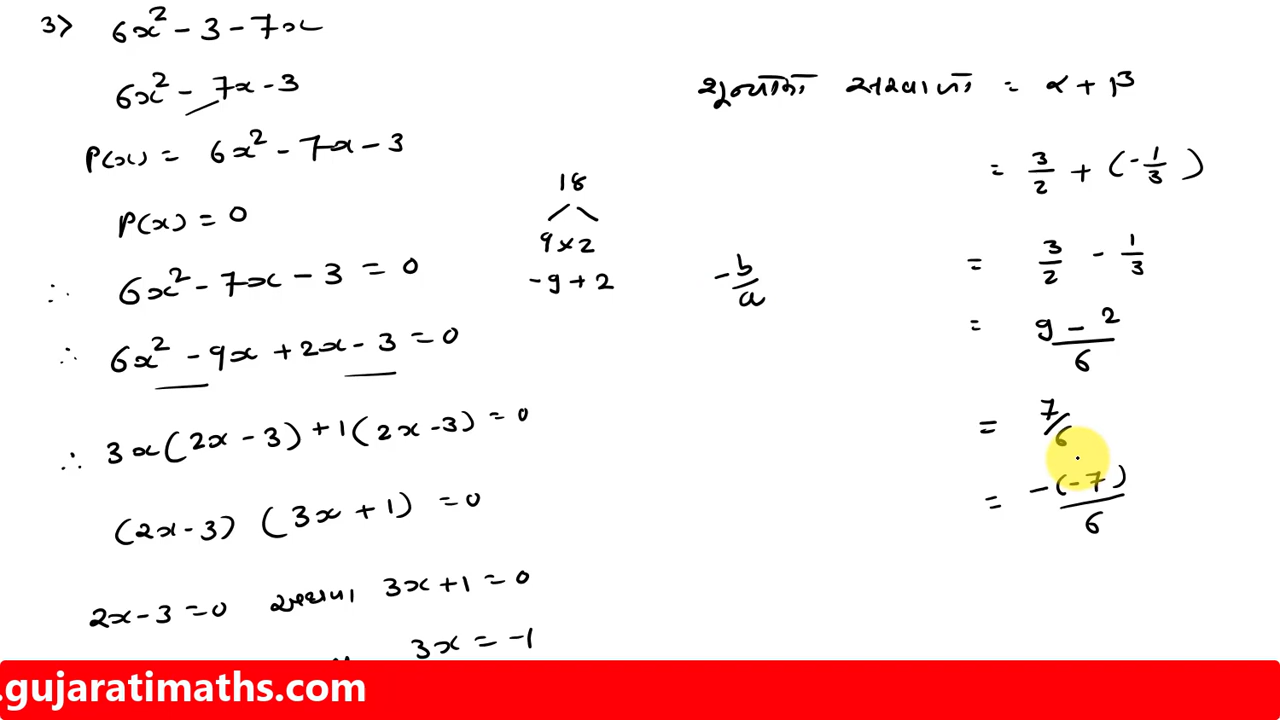 3> 6x² - 3 - 7x
6x² - 7x - 3
P(x) = 6x² - 7x - 3
P(x) = 0
∴ 6x² - 7x - 3 = 0
∴ 6x² - 9x + 2x - 3 = 0
∴ 3x(2x - 3) + 1(2x - 3) = 0
(2x - 3) (3x + 1) = 0
2x - 3 = 0 અથવા 3x + 1 = 0
3x = -1
18
9 x 2
- 9 + 2
- b/a
શૂન્યોનો સરવાળો = α + β
= 3/2 + (- 1/3)
= 3/2 - 1/3
= 9 - 2 / 6
= 7/6
= -(-7) / 6
.gujaratimaths.com